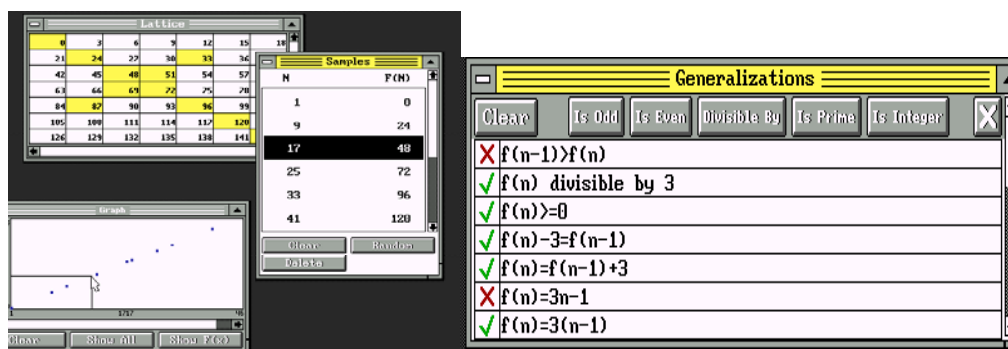 Lattice
0 3 6 9 12 15 18
21 24 27 30 33 36
42 45 48 51 54 57
63 66 69 72 75 78
84 87 90 93 96 99
105 108 111 114 117 120
126 129 132 135 138 141
Samples
N F(N)
1 0
9 24
17 48
25 72
33 96
41 120
Clear Random
Delete
Graph
1717
Clear Show All Show F(x)
Generalizations
Clear Is Odd Is Even Divisible By Is Prime Is Integer X
f(n-1)>f(n)
f(n) divisible by 3
f(n)>=0
f(n)-3=f(n-1)
f(n)=f(n-1)+3
f(n)=3n-1
f(n)=3(n-1)